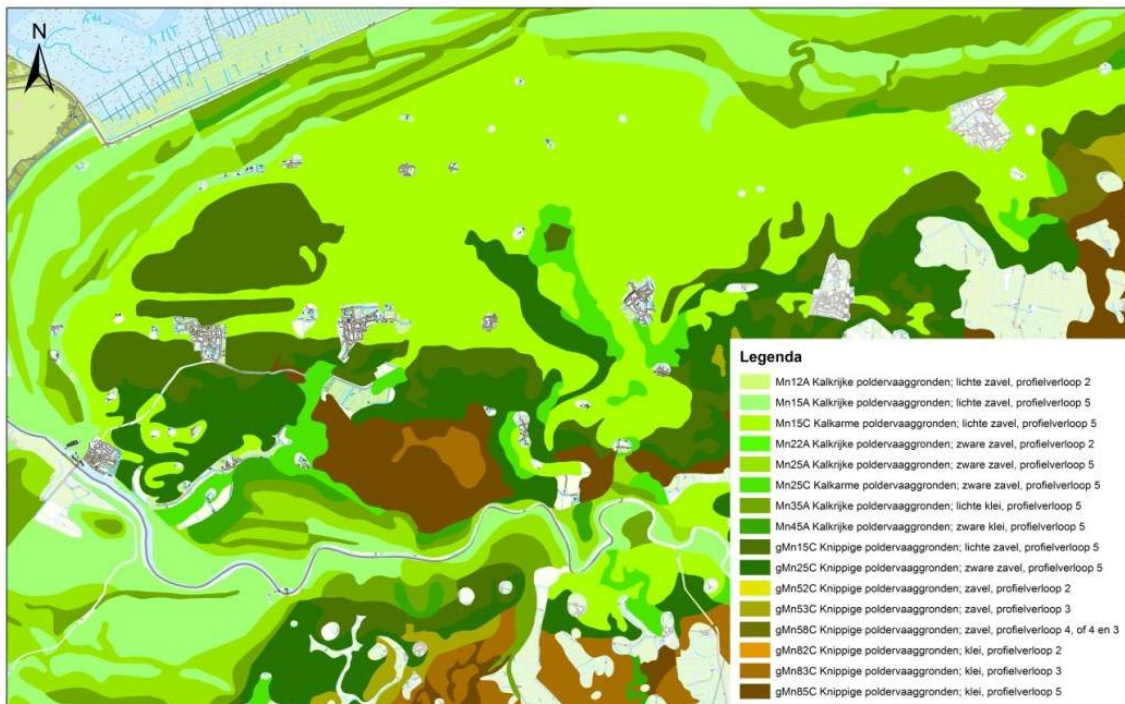 N
Legenda
Mn12A Kalkrijke poldervaaggronden; lichte zavel, profielverloop 2
Mn15A Kalkrijke poldervaaggronden; lichte zavel, profielverloop 5
Mn15C Kalkarme poldervaaggronden; lichte zavel, profielverloop 5
Mn22A Kalkrijke poldervaaggronden; zware zavel, profielverloop 2
Mn25A Kalkrijke poldervaaggronden; zware zavel, profielverloop 5
Mn25C Kalkarme poldervaaggronden; zware zavel, profielverloop 5
Mn35A Kalkrijke poldervaaggronden; lichte klei, profielverloop 5
Mn45A Kalkrijke poldervaaggronden; zware klei, profielverloop 5
gMn15C Knippige poldervaaggronden; lichte zavel, profielverloop 5
gMn25C Knippige poldervaaggronden; zware zavel, profielverloop 5
gMn52C Knippige poldervaaggronden; zavel, profielverloop 2
gMn53C Knippige poldervaaggronden; zavel, profielverloop 3
gMn58C Knippige poldervaaggronden; zavel, profielverloop 4, of 4 en 3
gMn82C Knippige poldervaaggronden; klei, profielverloop 2
gMn83C Knippige poldervaaggronden; klei, profielverloop 3
gMn85C Knippige poldervaaggronden; klei, profielverloop 5